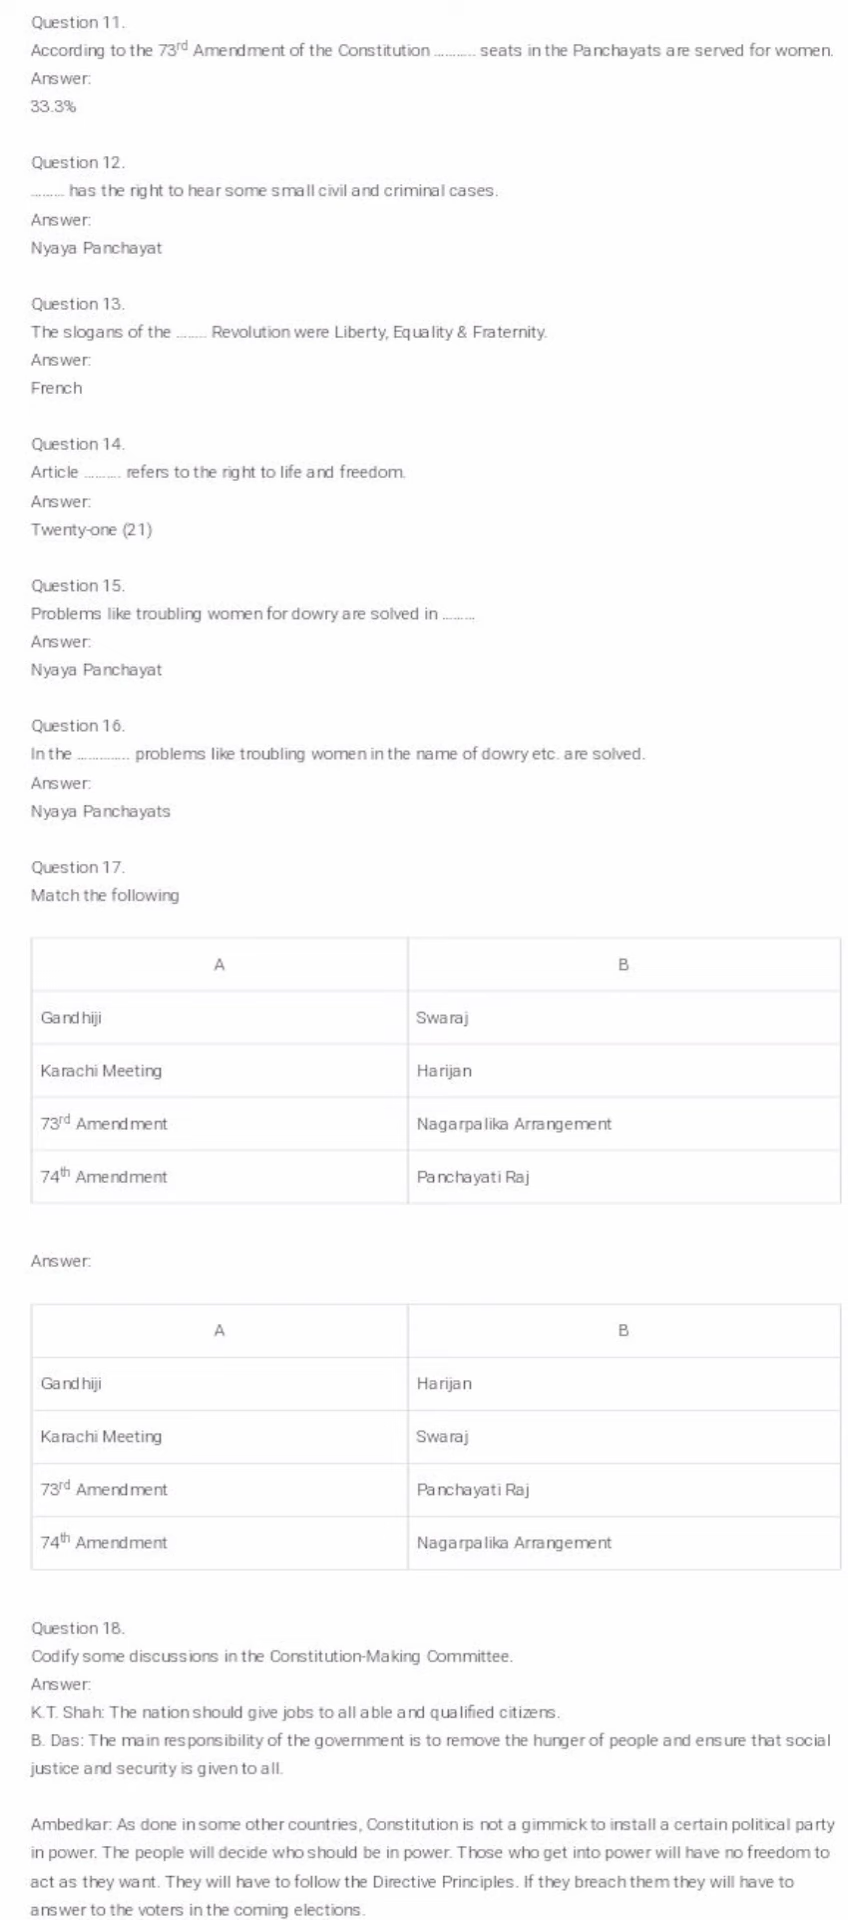 Question 11.
According to the 73rd Amendment of the Constitution .......... seats in the Panchayats are served for women.
Answer:
33.3%
Question 12.
......... has the right to hear some small civil and criminal cases.
Answer:
Nyaya Panchayat
Question 13.
The slogans of the ........ Revolution were Liberty, Equality & Fraternity.
Answer:
French
Question 14.
Article .......... refers to the right to life and freedom.
Answer:
Twenty-one (21)
Question 15.
Problems like troubling women for dowry are solved in .........
Answer:
Nyaya Panchayat
Question 16.
In the .............. problems like troubling women in the name of dowry etc. are solved.
Answer:
Nyaya Panchayats
Question 17.
Match the following
A B
Gandhiji Swaraj
Karachi Meeting Harijan
73rd Amendment Nagarpalika Arrangement
74th Amendment Panchayati Raj
Answer:
A B
Gandhiji Harijan
Karachi Meeting Swaraj
73rd Amendment Panchayati Raj
74th Amendment Nagarpalika Arrangement
Question 18.
Codify some discussions in the Constitution-Making Committee.
Answer:
K.T. Shah: The nation should give jobs to all able and qualified citizens.
B. Das: The main responsibility of the government is to remove the hunger of people and ensure that social
justice and security is given to all.
Ambedkar: As done in some other countries, Constitution is not a gimmick to install a certain political party
in power. The people will decide who should be in power. Those who get into power will have no freedom to
act as they want. They will have to follow the Directive Principles. If they breach them they will have to
answer to the voters in the coming elections.